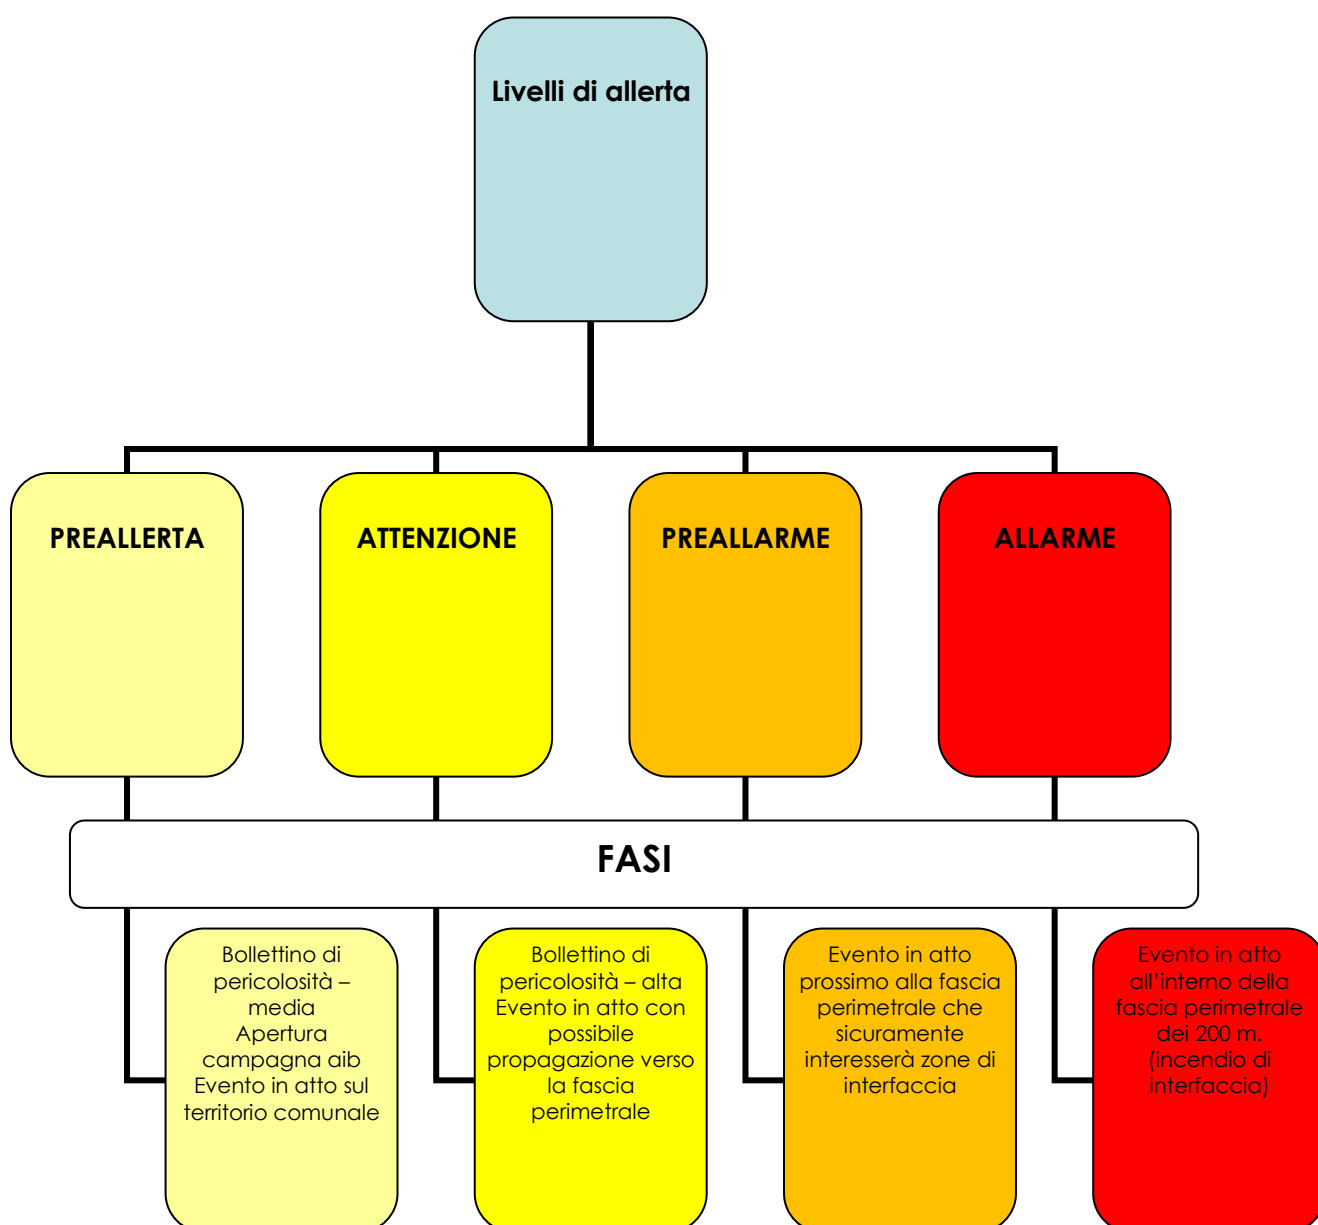 Livelli di allerta
PREALLERTA
ATTENZIONE
PREALLARME
ALLARME
FASI
Bollettino di
pericolosità –
media
Apertura
campagna aib
Evento in atto sul
territorio comunale
Bollettino di
pericolosità – alta
Evento in atto con
possibile
propagazione verso
la fascia
perimetrale
Evento in atto
prossimo alla fascia
perimetrale che
sicuramente
interesserà zone di
interfaccia
Evento in atto
all’interno della
fascia perimetrale
dei 200 m.
(incendio di
interfaccia)